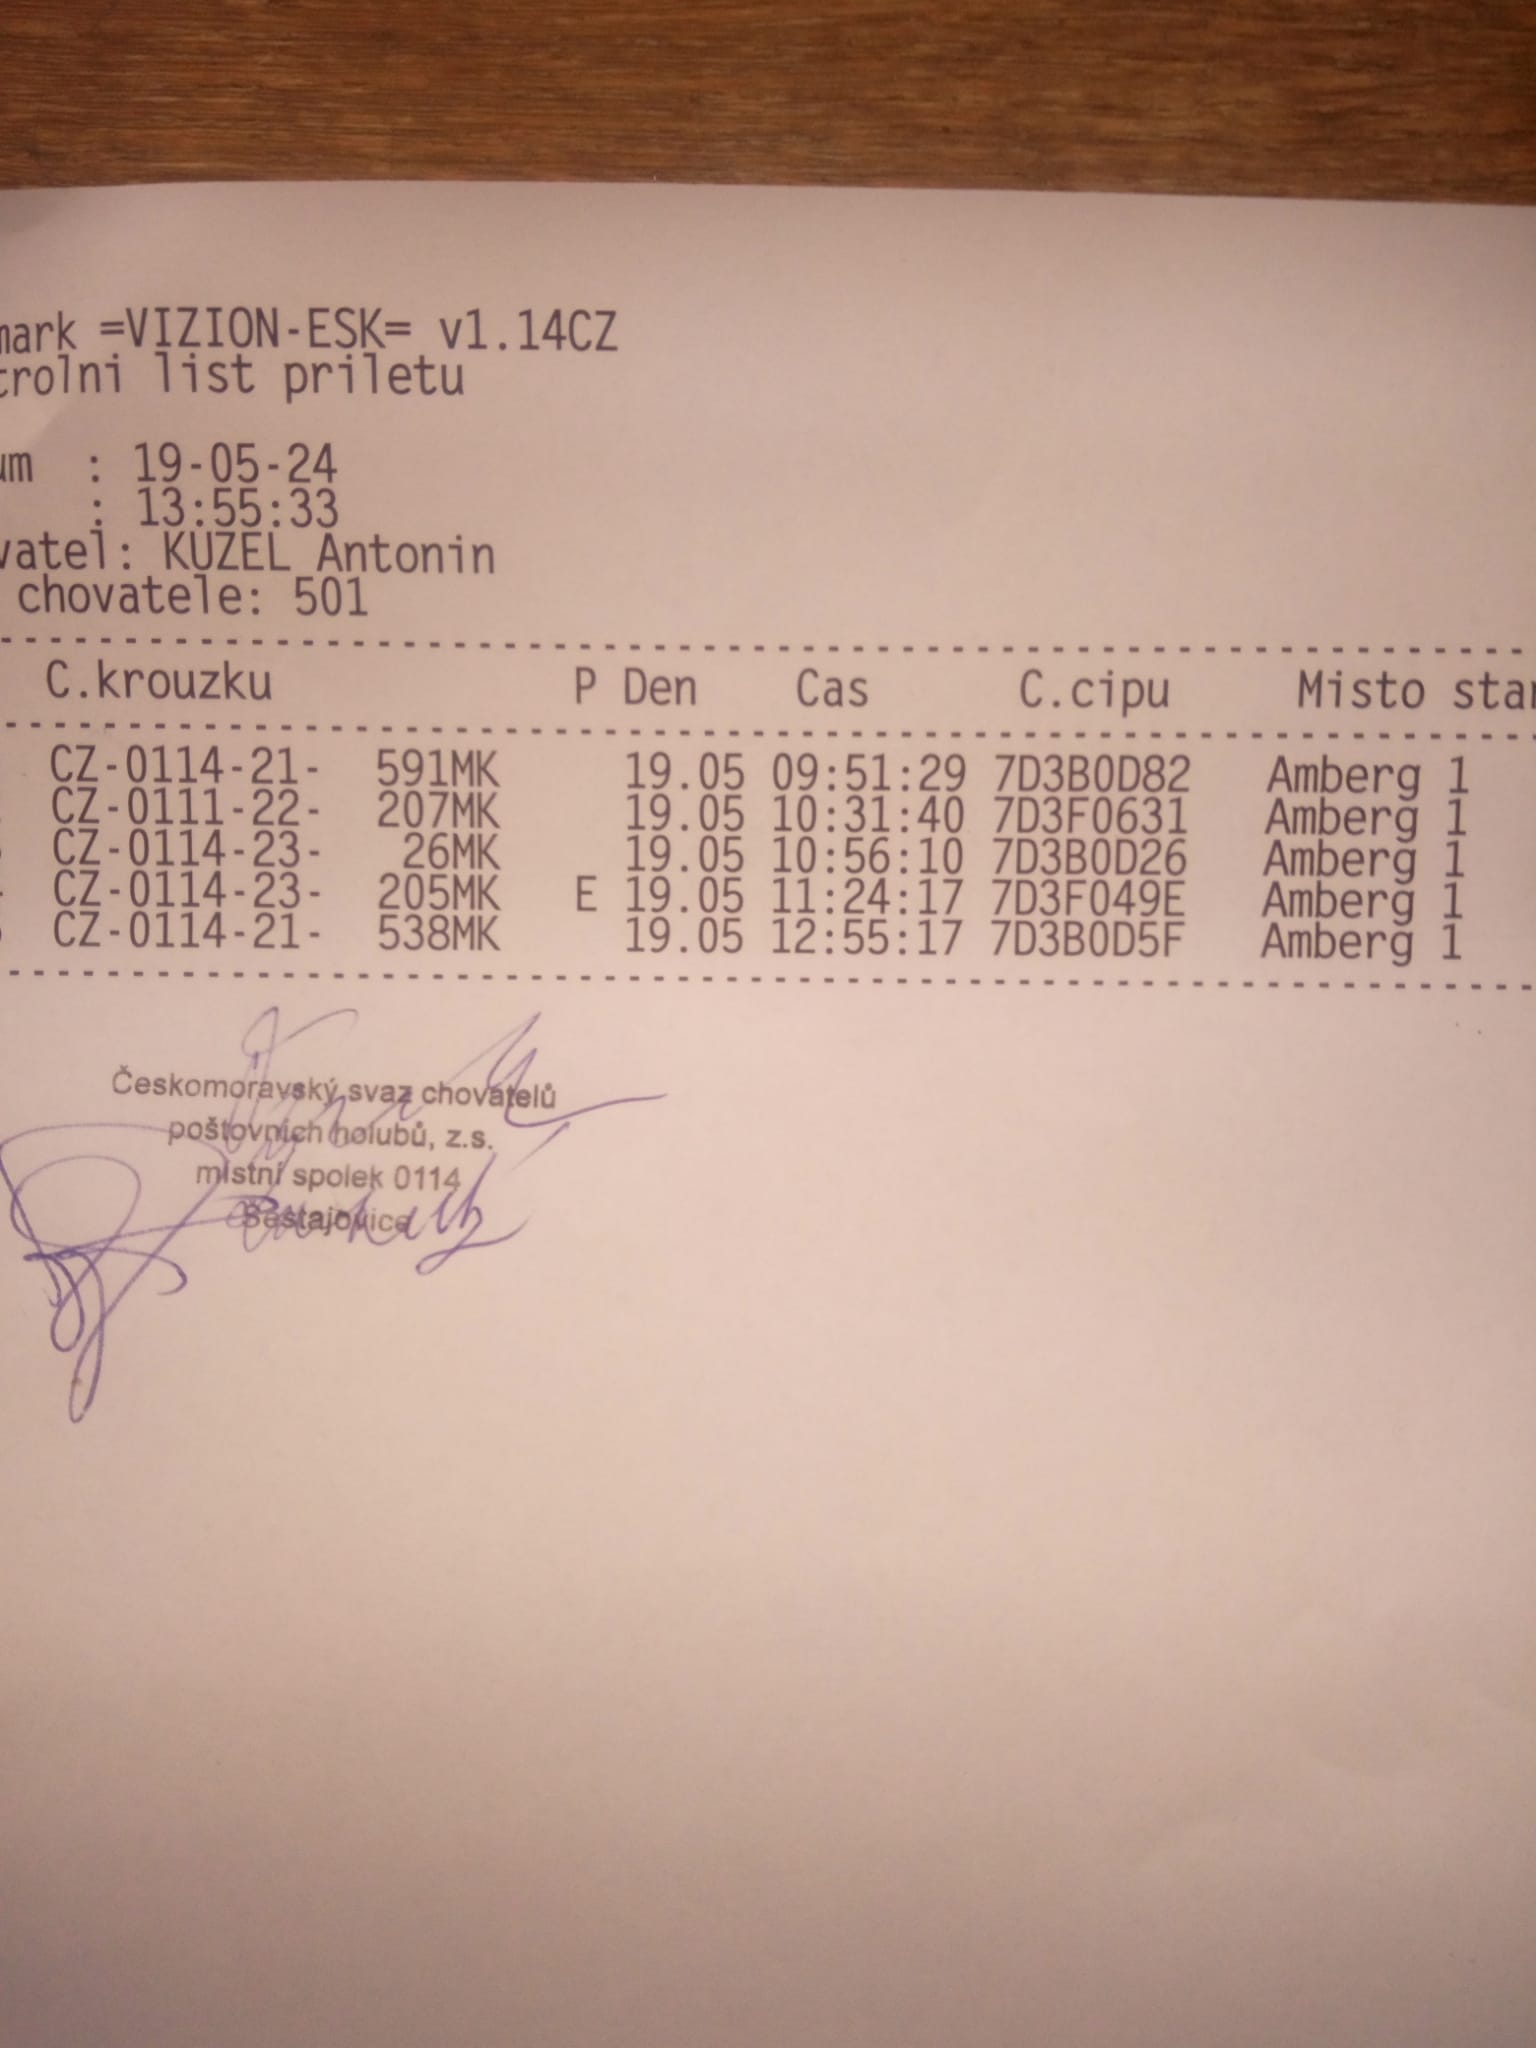 mark =VIZION-ESK= v1.14CZ
trolni list priletu
um : 19-05-24
: 13:55:33
vatel: KUZEL Antonin
chovatele: 501
C.krouzku P Den Cas C.cipu Misto star
CZ-0114-21- 591MK 19.05 09:51:29 7D3B0D82 Amberg 1
CZ-0111-22- 207MK 19.05 10:31:40 7D3F0631 Amberg 1
CZ-0114-23- 26MK 19.05 10:56:10 7D3B0D26 Amberg 1
CZ-0114-23- 205MK E 19.05 11:24:17 7D3F049E Amberg 1
CZ-0114-21- 538MK 19.05 12:55:17 7D3B0D5F Amberg 1
Českomoravský svaz chovatelů
poštovních holubů, z.s.
místní spolek 0114
Šestajovice